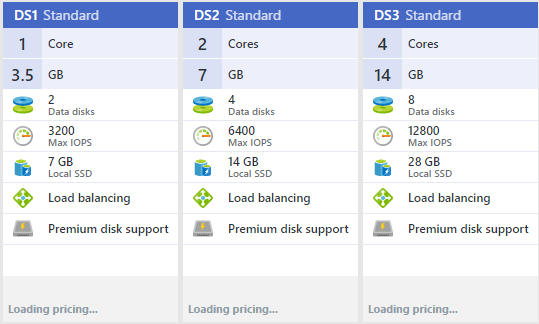 DS1 Standard
1 Core
3.5 GB
2
Data disks
3200
Max IOPS
7 GB
Local SSD
Load balancing
Premium disk support
Loading pricing...
DS2 Standard
2 Cores
7 GB
4
Data disks
6400
Max IOPS
14 GB
Local SSD
Load balancing
Premium disk support
Loading pricing...
DS3 Standard
4 Cores
14 GB
8
Data disks
12800
Max IOPS
28 GB
Local SSD
Load balancing
Premium disk support
Loading pricing...